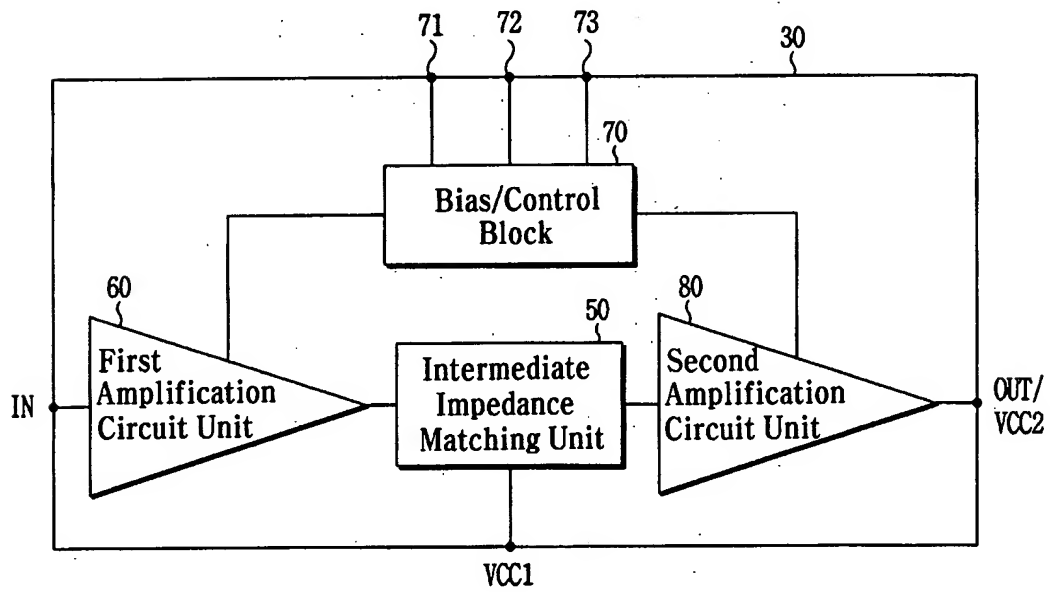 71
72
73
30
70
Bias/Control
Block
60
50
80
First
Amplification
Circuit Unit
Intermediate
Impedance
Matching Unit
Second
Amplification
Circuit Unit
IN
OUT/
VCC2
VCC1